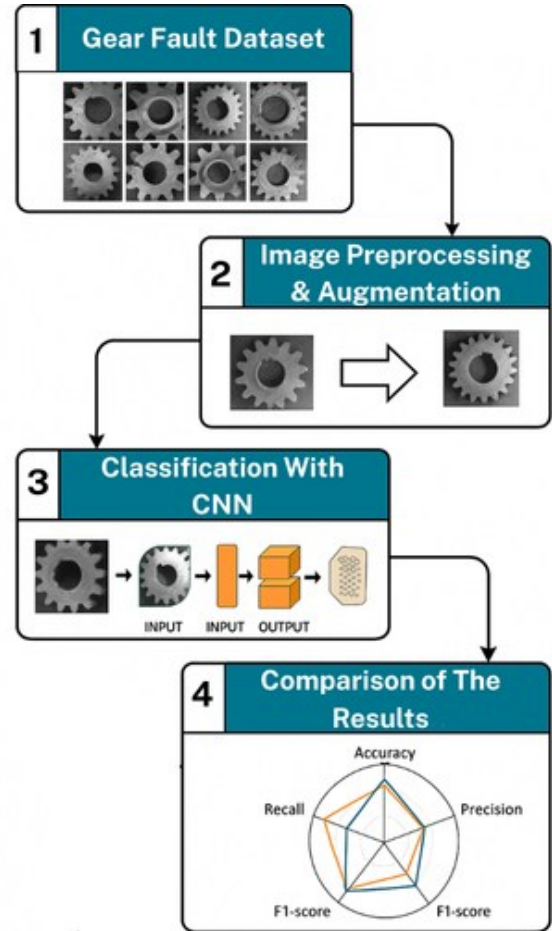 1
Gear Fault Dataset
2
Image Preprocessing
& Augmentation
3
Classification With
CNN
INPUT INPUT OUTPUT
4
Comparison of The
Results
Accuracy
Recall Precision
F1-score F1-score